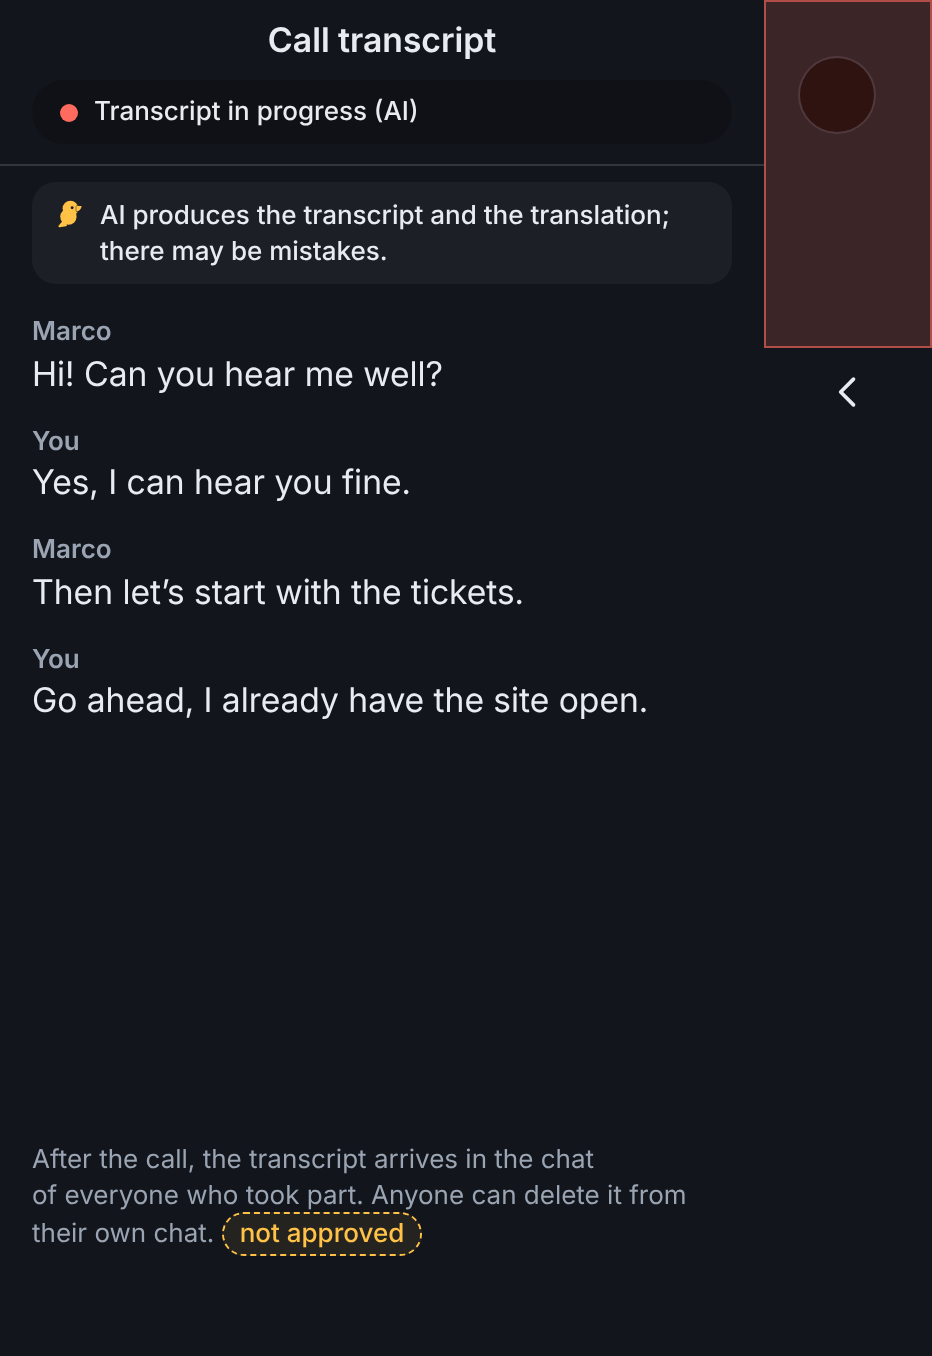 Call transcript
Transcript in progress (AI)
AI produces the transcript and the translation;
there may be mistakes.
Marco
Hi! Can you hear me well?
You
Yes, I can hear you fine.
Marco
Then let’s start with the tickets.
You
Go ahead, I already have the site open.
After the call, the transcript arrives in the chat
of everyone who took part. Anyone can delete it from
their own chat. not approved